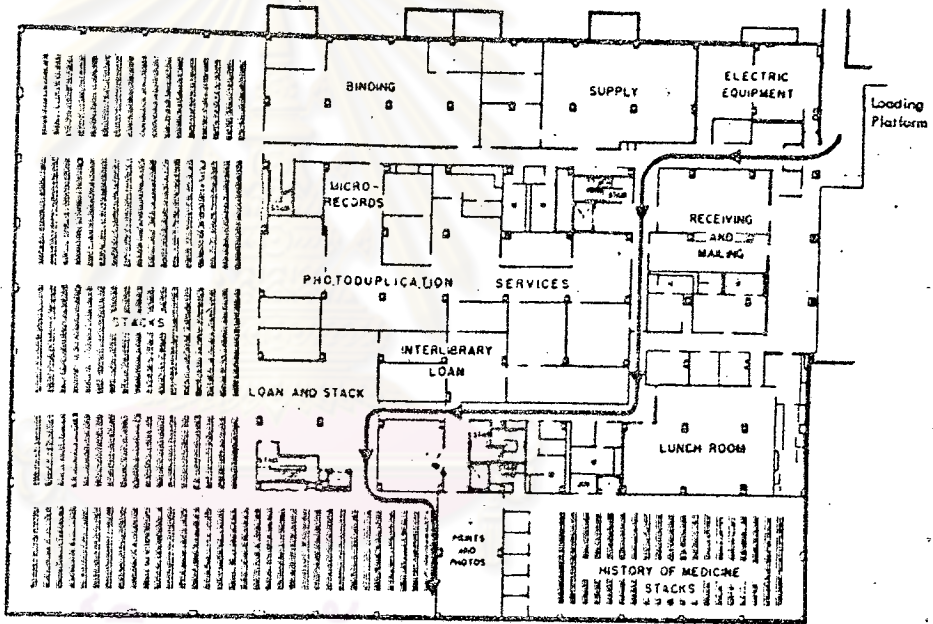 BINDING
SUPPLY
ELECTRIC
EQUIPMENT
Loading
Platform
MICRO-
RECORDS
RECEIVING
AND
MAILING
PHOTODUPLICATION SERVICES
STACKS
INTERLIBRARY
LOAN
LOAN AND STACK
LUNCH ROOM
PRINTS
AND
PHOTOS
HISTORY OF MEDICINE
STACKS